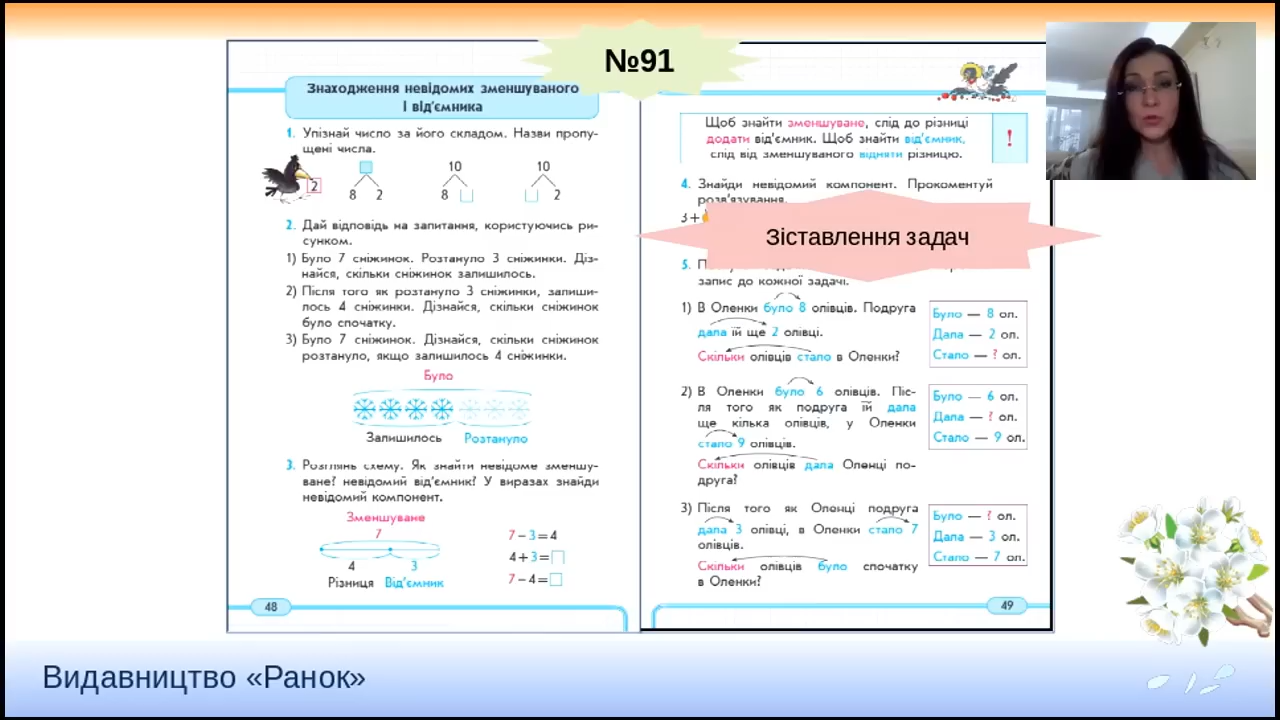 №91
Знаходження невідомих зменшуваного
і від'ємника
1. Упізнай число за його складом. Назви пропу-
щені числа.
2
8 2
10
8
10
2
2. Дай відповідь на запитання, користуючись ри-
сунком.
1) Було 7 сніжинок. Розтануло 3 сніжинки. Діз-
найся, скільки сніжинок залишилось.
2) Після того як розтануло 3 сніжинки, залиши-
лось 4 сніжинки. Дізнайся, скільки сніжинок
було спочатку.
3) Було 7 сніжинок. Дізнайся, скільки сніжинок
розтануло, якщо залишилось 4 сніжинки.
Було
Залишилось Розтануло
3. Розглянь схему. Як знайти невідоме зменшу-
ване? невідомий від'ємник? У виразах знайди
невідомий компонент.
Зменшуване
7
4 3
Різниця Від'ємник
7 – 3 = 4
4 + 3 =
7 – 4 =
48
Щоб знайти зменшуване, слід до різниці
додати від'ємник. Щоб знайти від'ємник,
слід від зменшуваного відняти різницю.
!
4. Знайди невідомий компонент. Прокоментуй
розв'язування.
3 +
Зіставлення задач
5.
запис до кожної задачі.
1) В Оленки було 8 олівців. Подруга
дала їй ще 2 олівці.
Скільки олівців стало в Оленки?
Було — 8 ол.
Дала — 2 ол.
Стало — ? ол.
2) В Оленки було 6 олівців. Піс-
ля того як подруга їй дала
ще кілька олівців, у Оленки
стало 9 олівців.
Скільки олівців дала Оленці по-
друга?
Було — 6 ол.
Дала — ? ол.
Стало — 9 ол.
3) Після того як Оленці подруга
дала 3 олівці, в Оленки стало 7
олівців.
Скільки олівців було спочатку
в Оленки?
Було — ? ол.
Дала — 3 ол.
Стало — 7 ол.
49
Видавництво «Ранок»